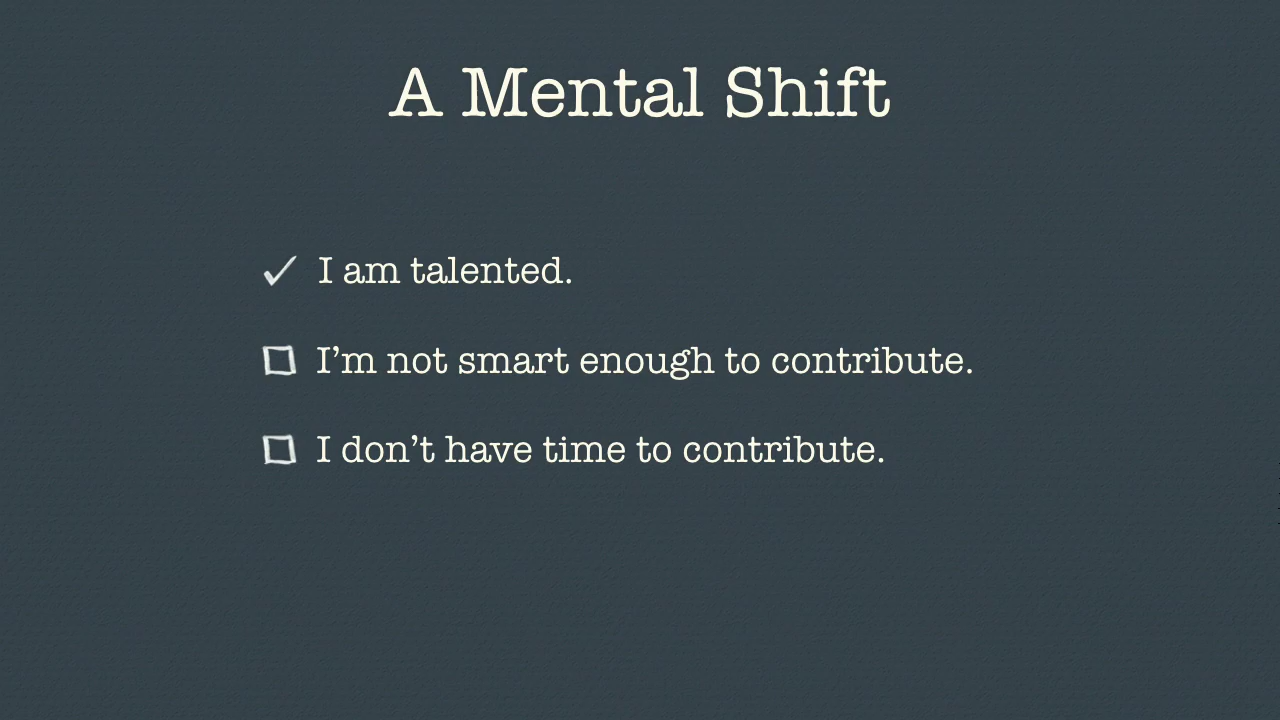 A Mental Shift
✓ I am talented.
☐ I’m not smart enough to contribute.
☐ I don’t have time to contribute.